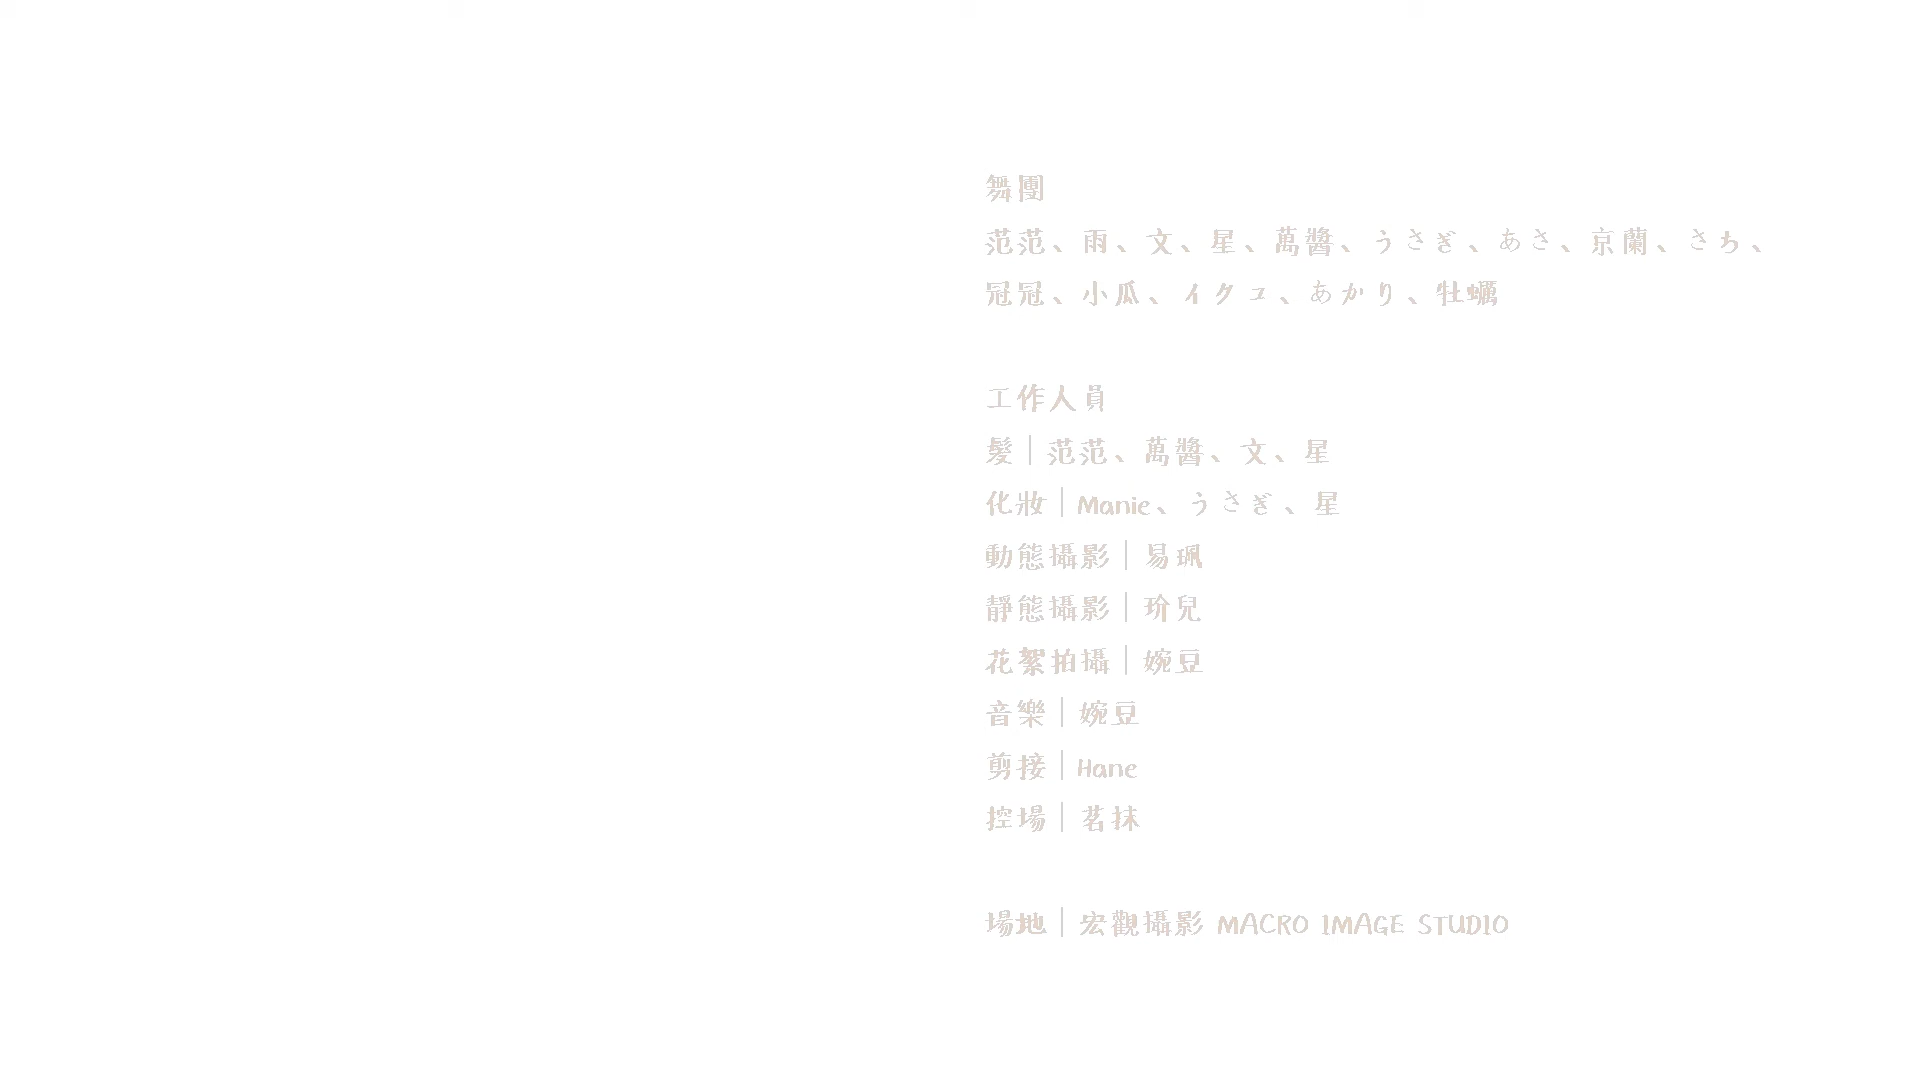 舞團
范范、雨、文、星、萬醬、うさぎ、あさ、京蘭、さち、
冠冠、小瓜、イクユ、あかり、牡蠣
工作人員
髮｜范范、萬醬、文、星
化妝｜Manie、うさぎ、星
動態攝影｜易珮
靜態攝影｜玠兒
花絮拍攝｜婉豆
音樂｜婉豆
剪接｜Hane
控場｜茗抹
場地｜宏觀攝影 MACRO IMAGE STUDIO